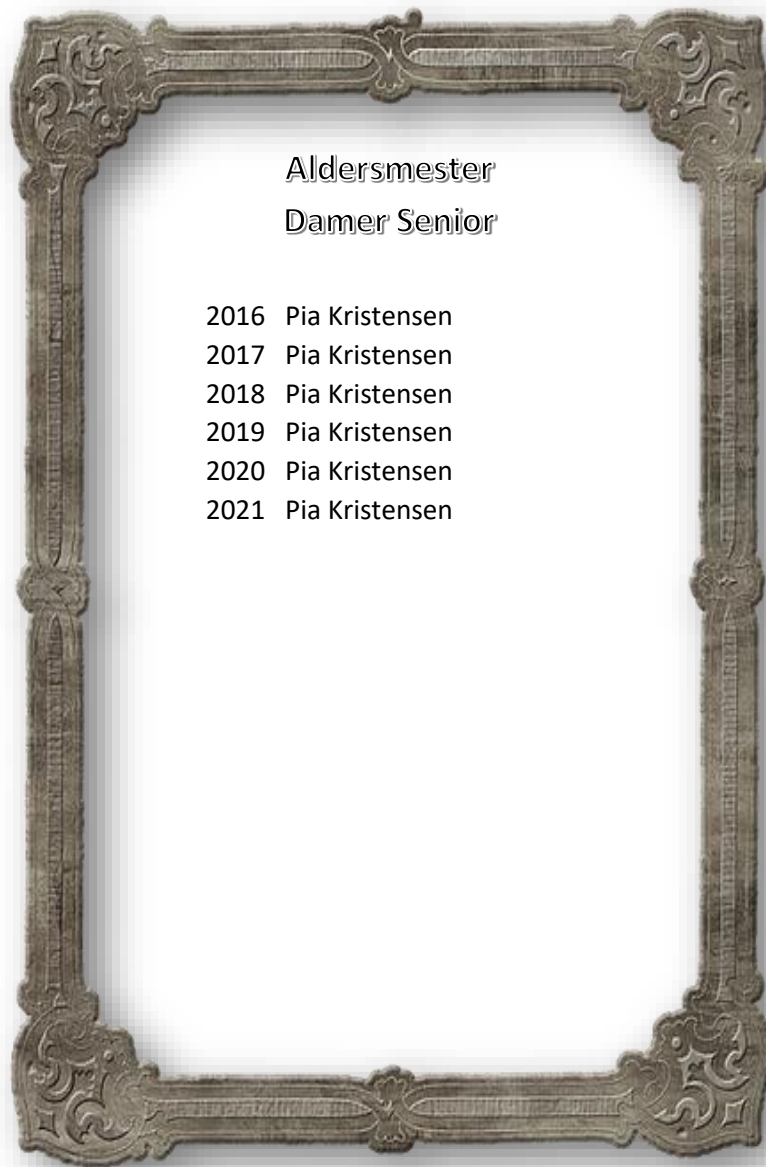 Aldersmester
Damer Senior
2016 Pia Kristensen
2017 Pia Kristensen
2018 Pia Kristensen
2019 Pia Kristensen
2020 Pia Kristensen
2021 Pia Kristensen